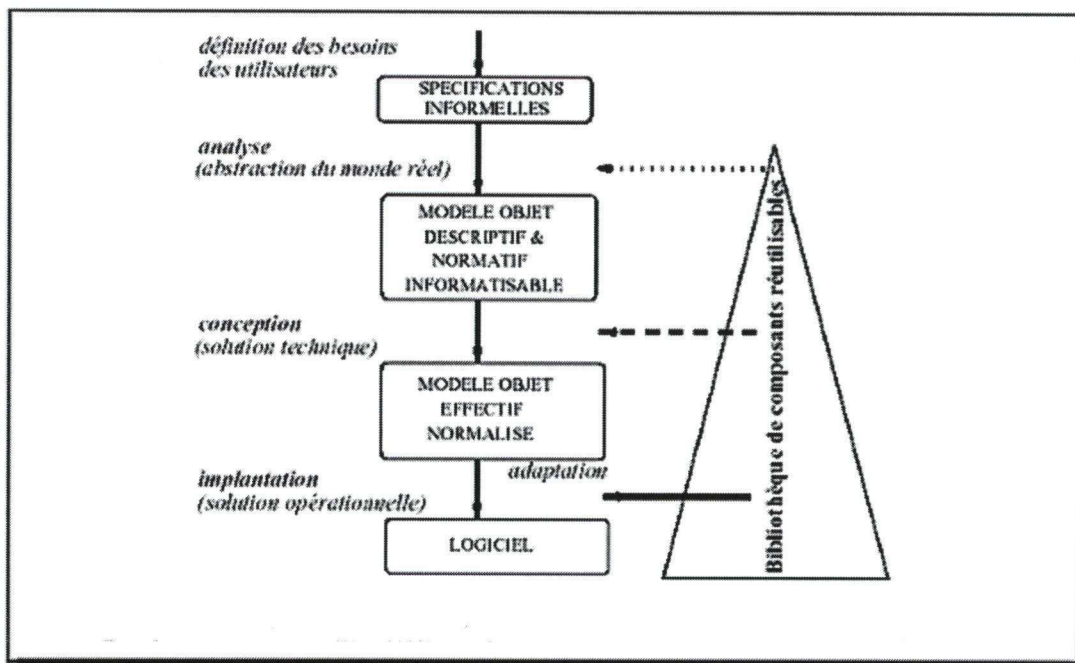 définition des besoins
des utilisateurs
SPECIFICATIONS
INFORMELLES
analyse
(abstraction du monde réel)
MODELE OBJET
DESCRIPTIF &
NORMATIF
INFORMATISABLE
conception
(solution technique)
MODELE OBJET
EFFECTIF
NORMALISE
adaptation
implantation
(solution opérationnelle)
LOGICIEL
Bibliothèque de composants réutilisables